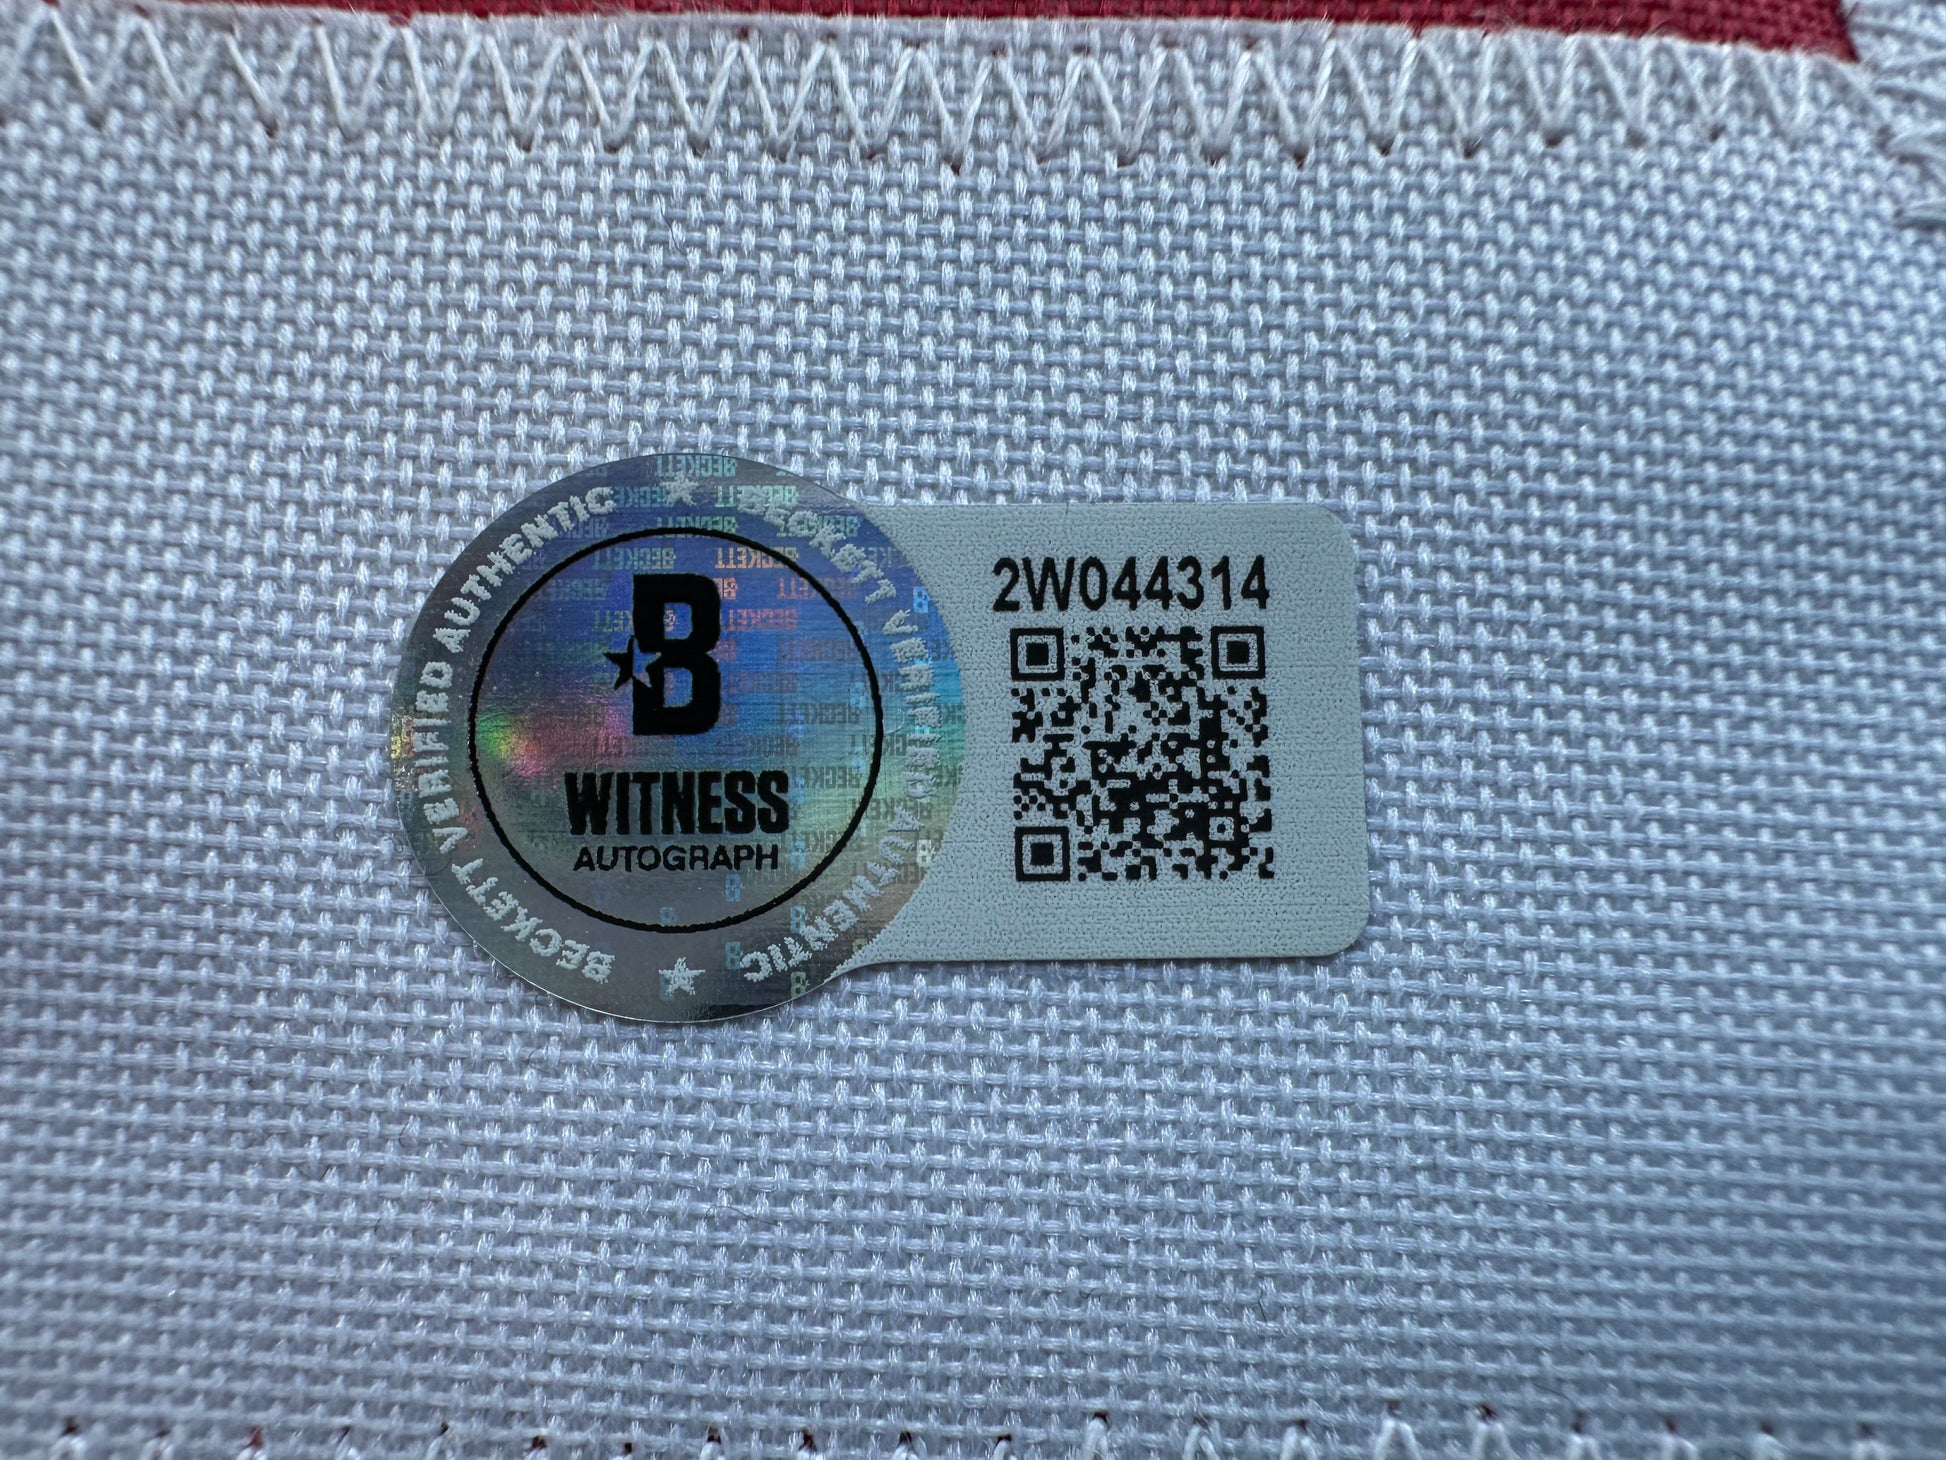 BECKETT VERIFIED AUTHENTIC ★ BECKETT VERIFIED AUTHENTIC ★
B
WITNESS
AUTOGRAPH
2W044314